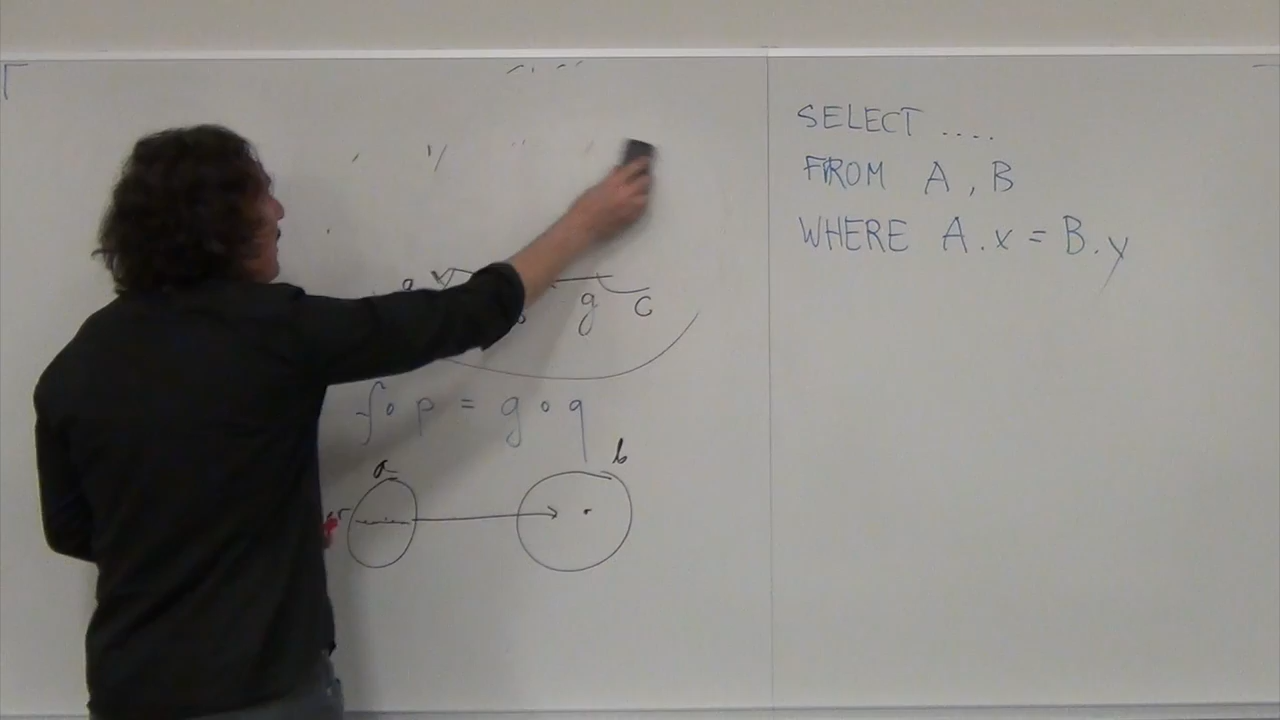 a
g C
f ∘ p = g ∘ q
a b
SELECT ....
FROM A , B
WHERE A.x = B.y